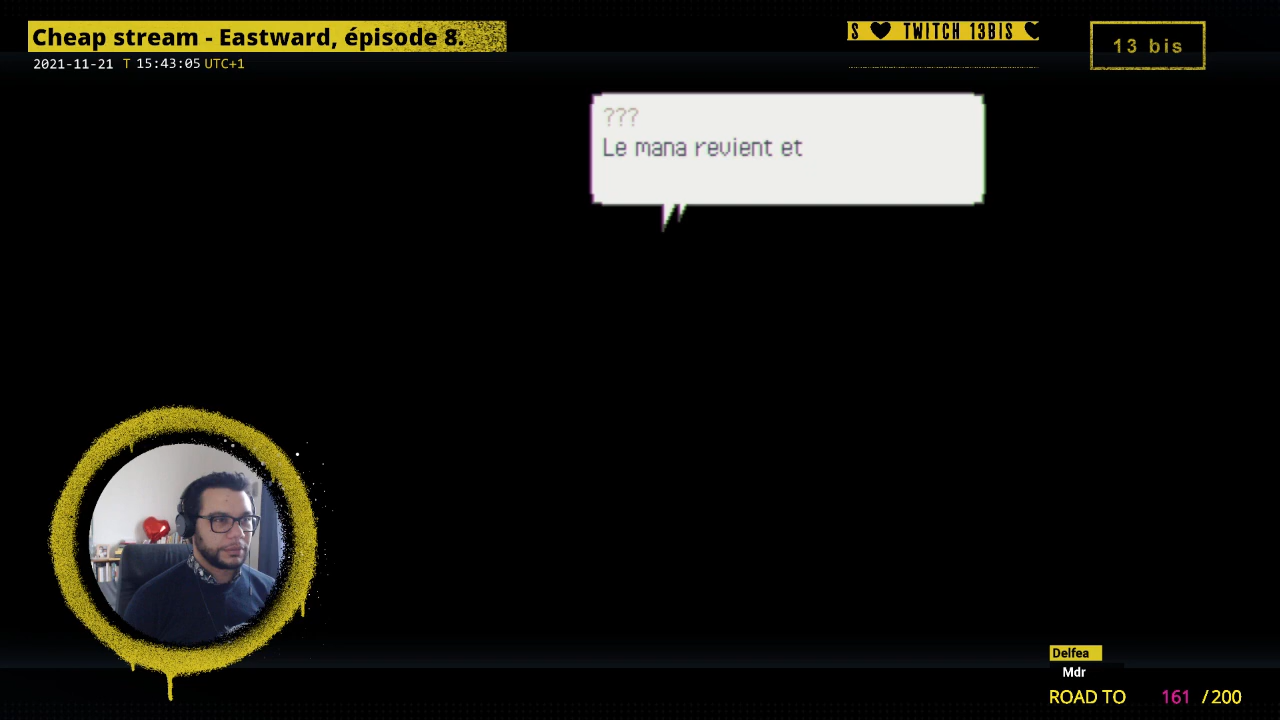 Cheap stream - Eastward, épisode 8.
2021-11-21 T 15:43:05 UTC+1
S ♥ TWITCH 13BIS
13 bis
???
Le mana revient et
Delfea
Mdr
ROAD TO 161 / 200